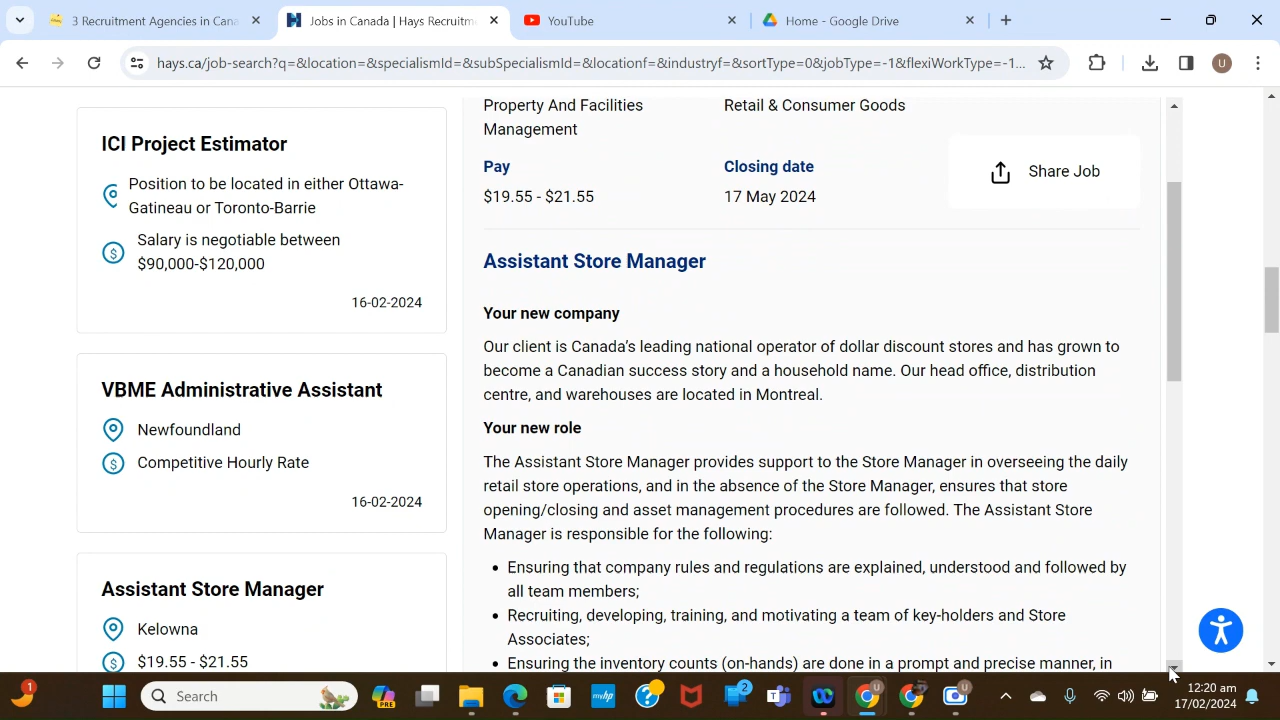 3 Recruitment Agencies in Cana
Jobs in Canada | Hays Recruitm
YouTube
Home - Google Drive
hays.ca/job-search?q=&location=&specialismId=&subSpecialismId=&locationf=&industryf=&sortType=0&jobType=-1&flexiWorkType=-1...
U
ICI Project Estimator
Position to be located in either Ottawa-
Gatineau or Toronto-Barrie
$
Salary is negotiable between
$90,000-$120,000
16-02-2024
VBME Administrative Assistant
Newfoundland
$
Competitive Hourly Rate
16-02-2024
Assistant Store Manager
Kelowna
$
$19.55 - $21.55
Property And Facilities
Management
Retail & Consumer Goods
Pay
$19.55 - $21.55
Closing date
17 May 2024
Share Job
Assistant Store Manager
Your new company
Our client is Canada's leading national operator of dollar discount stores and has grown to
become a Canadian success story and a household name. Our head office, distribution
centre, and warehouses are located in Montreal.
Your new role
The Assistant Store Manager provides support to the Store Manager in overseeing the daily
retail store operations, and in the absence of the Store Manager, ensures that store
opening/closing and asset management procedures are followed. The Assistant Store
Manager is responsible for the following:
• Ensuring that company rules and regulations are explained, understood and followed by
all team members;
• Recruiting, developing, training, and motivating a team of key-holders and Store
Associates;
• Ensuring the inventory counts (on-hands) are done in a prompt and precise manner, in
1
Search
PRE
myhp
2
U
U
12:20 am
17/02/2024